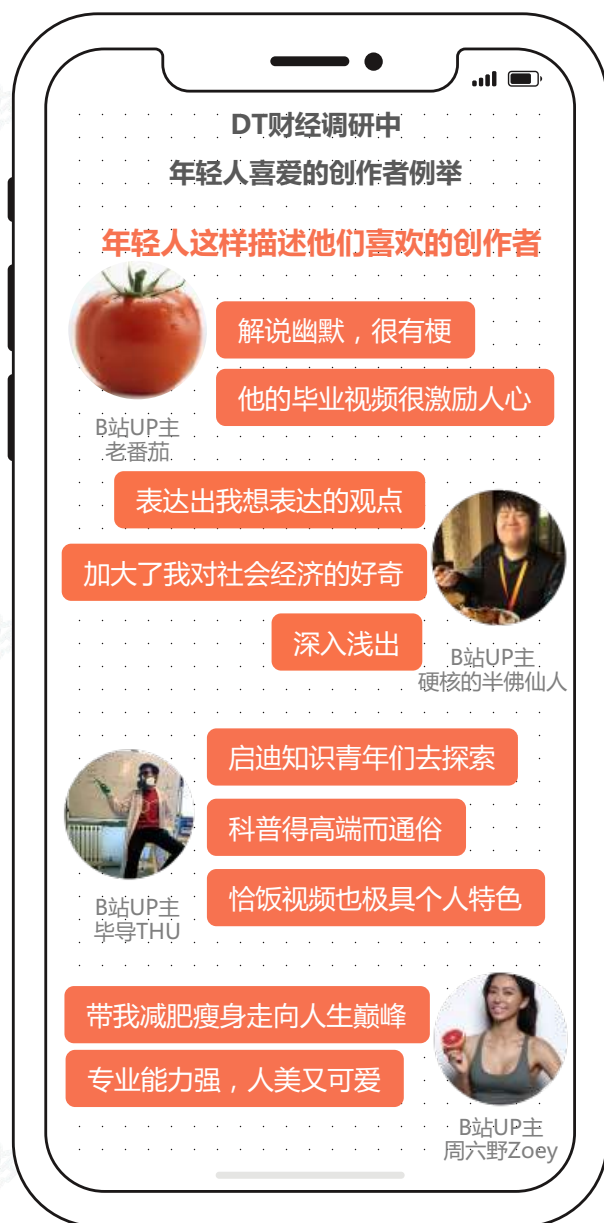 DT财经调研中
年轻人喜爱的创作者例举
年轻人这样描述他们喜欢的创作者
解说幽默，很有梗
他的毕业视频很激励人心
B站UP主
老番茄
表达出我想表达的观点
加大了我对社会经济的好奇
深入浅出
B站UP主
硬核的半佛仙人
启迪知识青年们去探索
科普得高端而通俗
恰饭视频也极具个人特色
B站UP主
毕导THU
带我减肥瘦身走向人生巅峰
专业能力强，人美又可爱
B站UP主
周六野Zoey